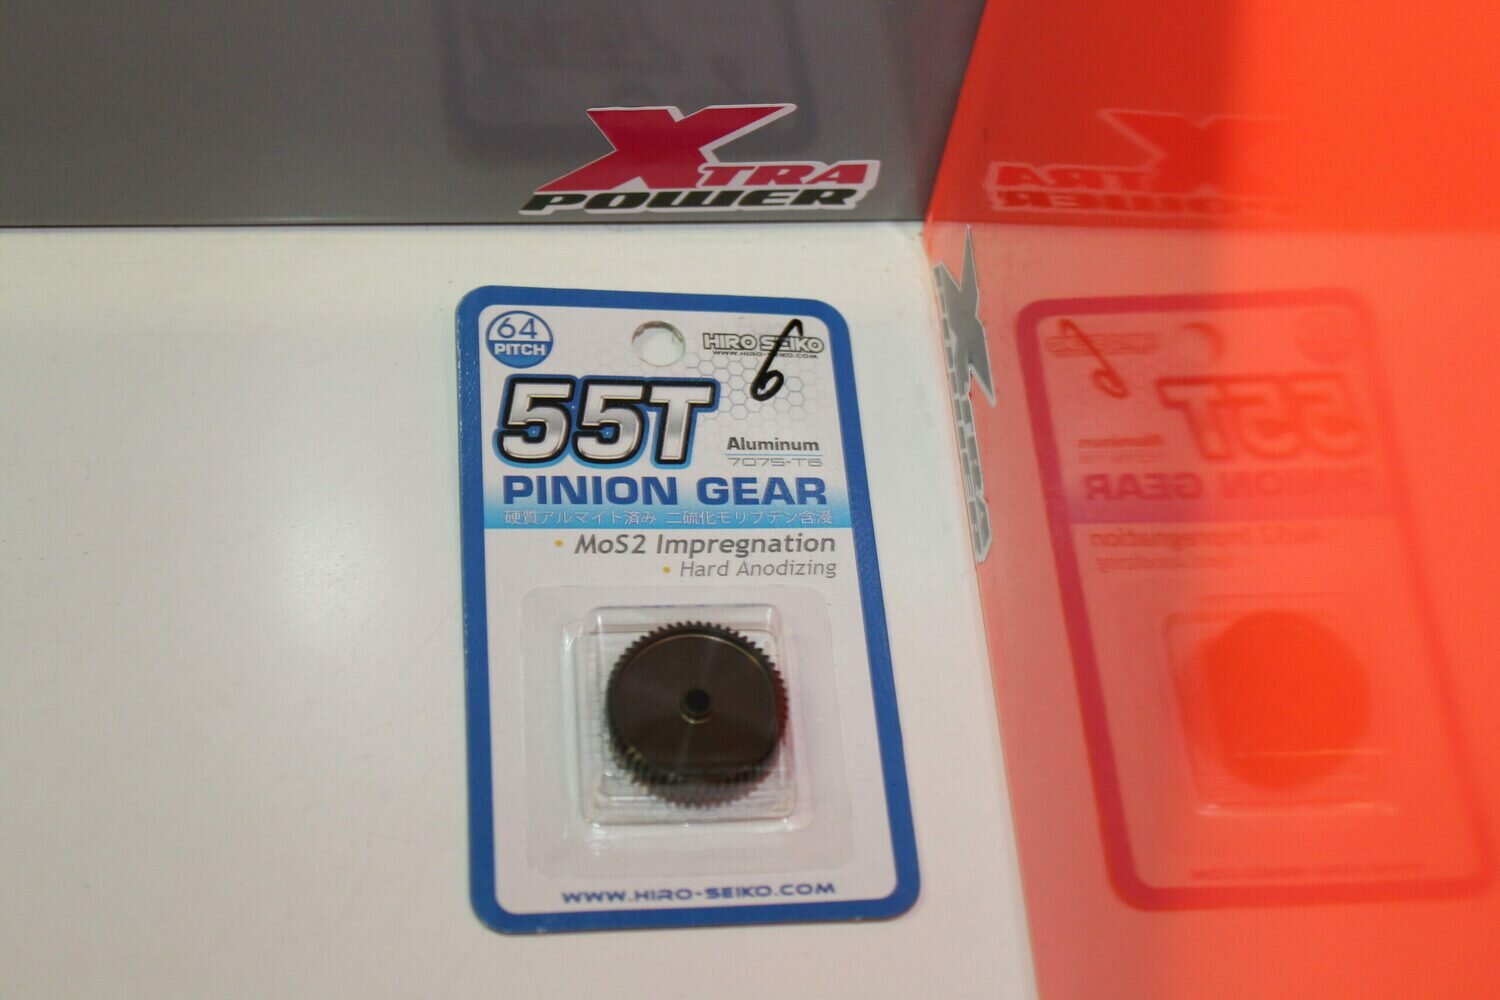 XTRA
POWER
64
PITCH
HIRO SEIKO
WWW.HIRO-SEIKO.COM
6
55T
Aluminum
7075-T6
PINION GEAR
硬質アルマイト済み 二硫化モリブデン含浸
• MoS2 Impregnation
• Hard Anodizing
WWW.HIRO-SEIKO.COM